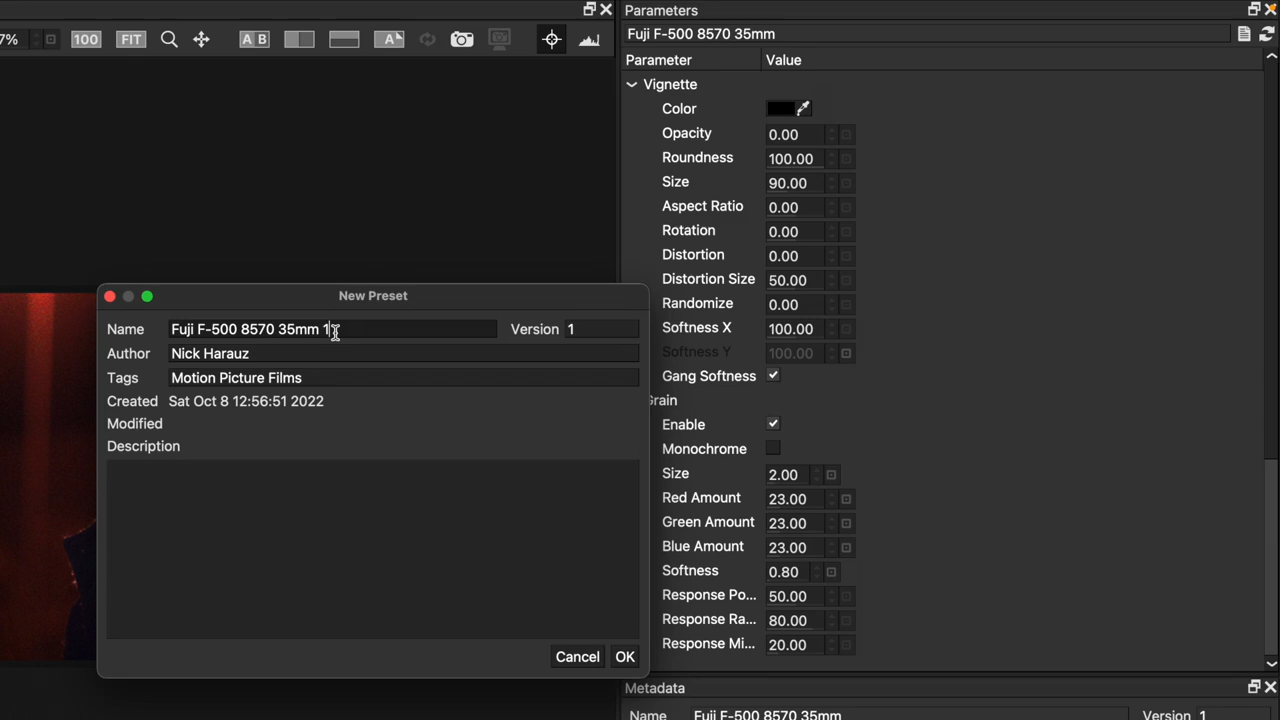 7%
100
FIT
A B
A
Parameters
Fuji F-500 8570 35mm
Parameter Value
Vignette
Color
Opacity 0.00
Roundness 100.00
Size 90.00
Aspect Ratio 0.00
Rotation 0.00
Distortion 0.00
Distortion Size 50.00
Randomize 0.00
Softness X 100.00
Softness Y 100.00
Gang Softness
Grain
Enable
Monochrome
Size 2.00
Red Amount 23.00
Green Amount 23.00
Blue Amount 23.00
Softness 0.80
Response Po... 50.00
Response Ra... 80.00
Response Mi... 20.00
New Preset
Name Fuji F-500 8570 35mm 1 Version 1
Author Nick Harauz
Tags Motion Picture Films
Created Sat Oct 8 12:56:51 2022
Modified
Description
Cancel OK
Metadata
Name Fuji F-500 8570 35mm Version 1